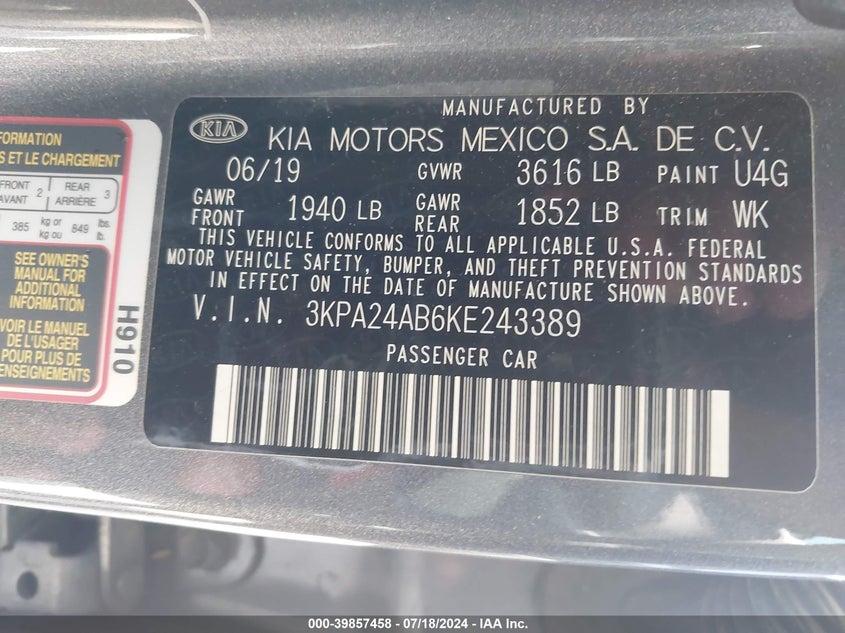 MANUFACTURED BY
KIA KIA MOTORS MEXICO S.A. DE C.V.
06/19 GVWR 3616 LB PAINT U4G
GAWR FRONT 1940 LB GAWR REAR 1852 LB TRIM WK
THIS VEHICLE CONFORMS TO ALL APPLICABLE U.S.A. FEDERAL
MOTOR VEHICLE SAFETY, BUMPER, AND THEFT PREVENTION STANDARDS
IN EFFECT ON THE DATE OF MANUFACTURE SHOWN ABOVE.
V.I.N. 3KPA24AB6KE243389
PASSENGER CAR
S ET LE CHARGEMENT
FRONT 2 REAR 3
AVANT ARRIÈRE
385 kg or 849 lbs.
kg ou lb.
SEE OWNER'S
MANUAL FOR
ADDITIONAL
INFORMATION
VOIR LE MANUEL
DE L'USAGER
POUR PLUS DE
H910
000-39857458 - 07/18/2024 - IAA Inc.